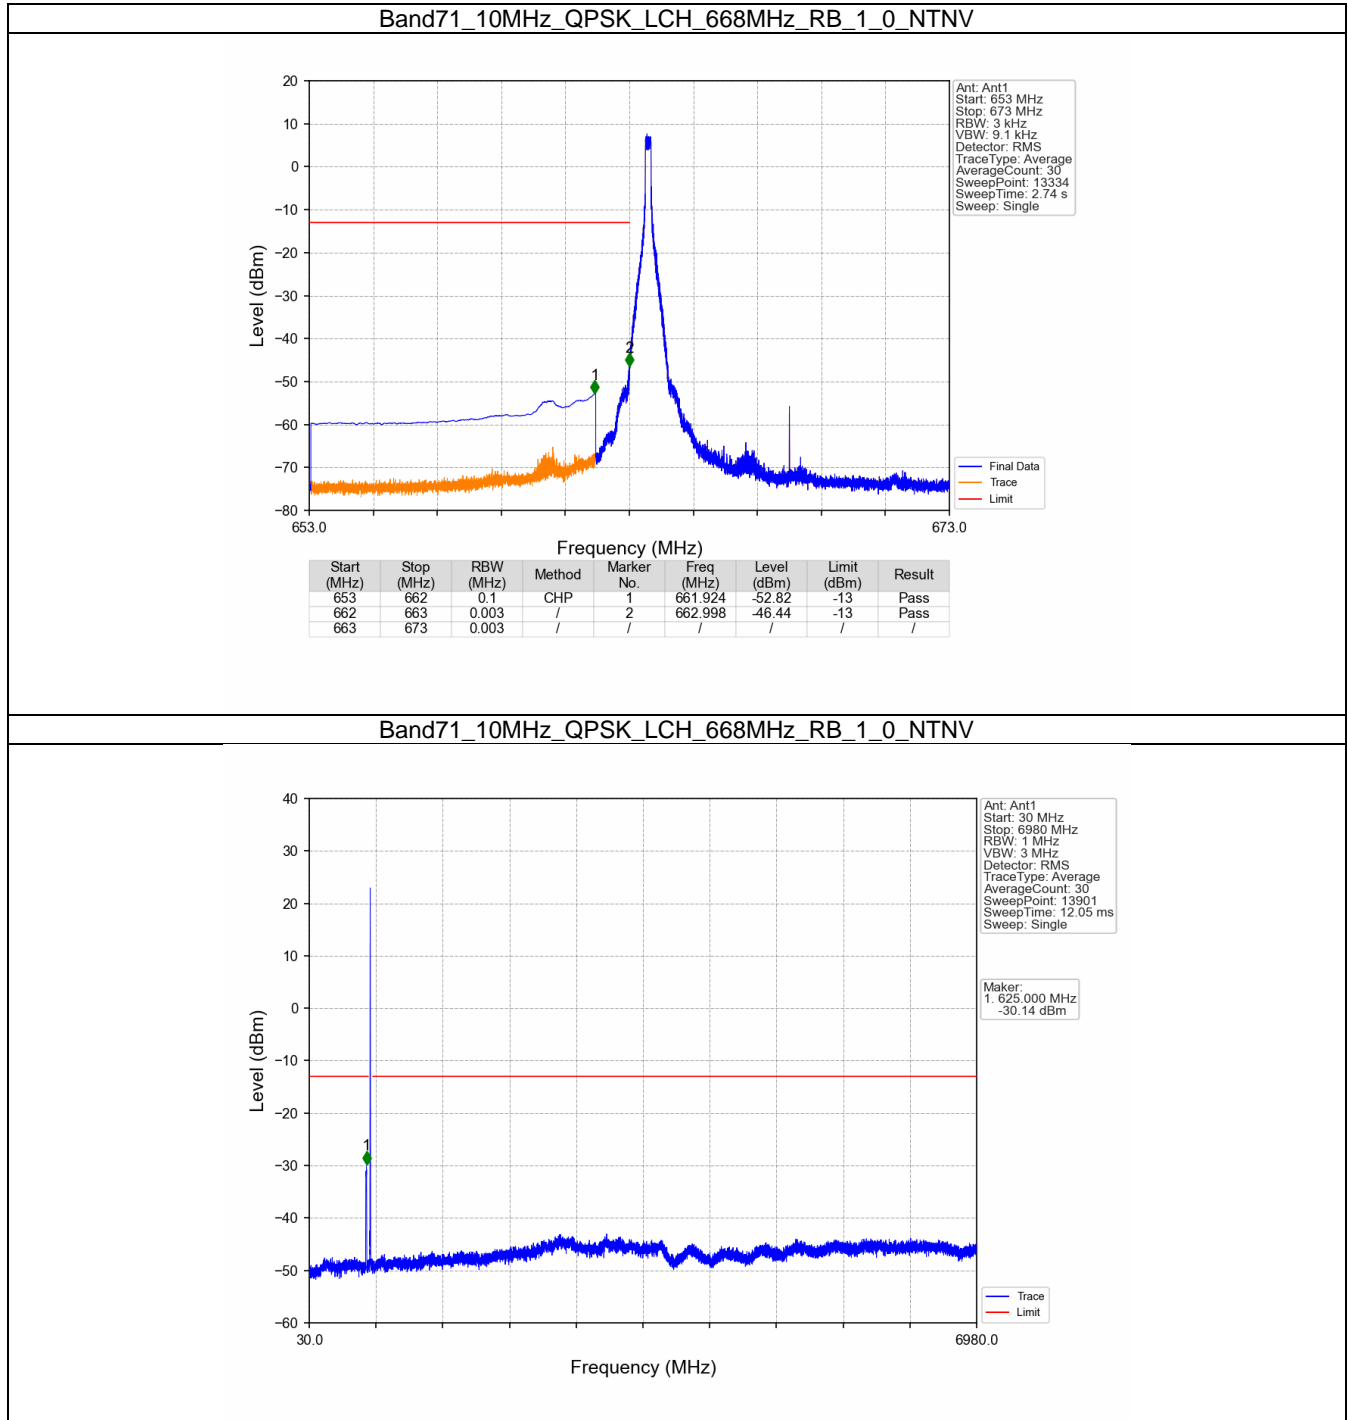 Band71_10MHz_QPSK_LCH_668MHz_RB_1_0_NTNV
20
10
0
−10
−20
−30
−40
−50
−60
−70
−80
Level (dBm)
1
2
653.0
673.0
Frequency (MHz)
Ant: Ant1
Start: 653 MHz
Stop: 673 MHz
RBW: 3 kHz
VBW: 9.1 kHz
Detector: RMS
TraceType: Average
AverageCount: 30
SweepPoint: 13334
SweepTime: 2.74 s
Sweep: Single
Final Data
Trace
Limit
Start (MHz) Stop (MHz) RBW (MHz) Method Marker No. Freq (MHz) Level (dBm) Limit (dBm) Result
653 662 0.1 CHP 1 661.924 -52.82 -13 Pass
662 663 0.003 / 2 662.998 -46.44 -13 Pass
663 673 0.003 / / / / / /
Band71_10MHz_QPSK_LCH_668MHz_RB_1_0_NTNV
40
30
20
10
0
−10
−20
−30
−40
−50
−60
Level (dBm)
1
30.0
6980.0
Frequency (MHz)
Ant: Ant1
Start: 30 MHz
Stop: 6980 MHz
RBW: 1 MHz
VBW: 3 MHz
Detector: RMS
TraceType: Average
AverageCount: 30
SweepPoint: 13901
SweepTime: 12.05 ms
Sweep: Single
Maker:
1. 625.000 MHz
-30.14 dBm
Trace
Limit